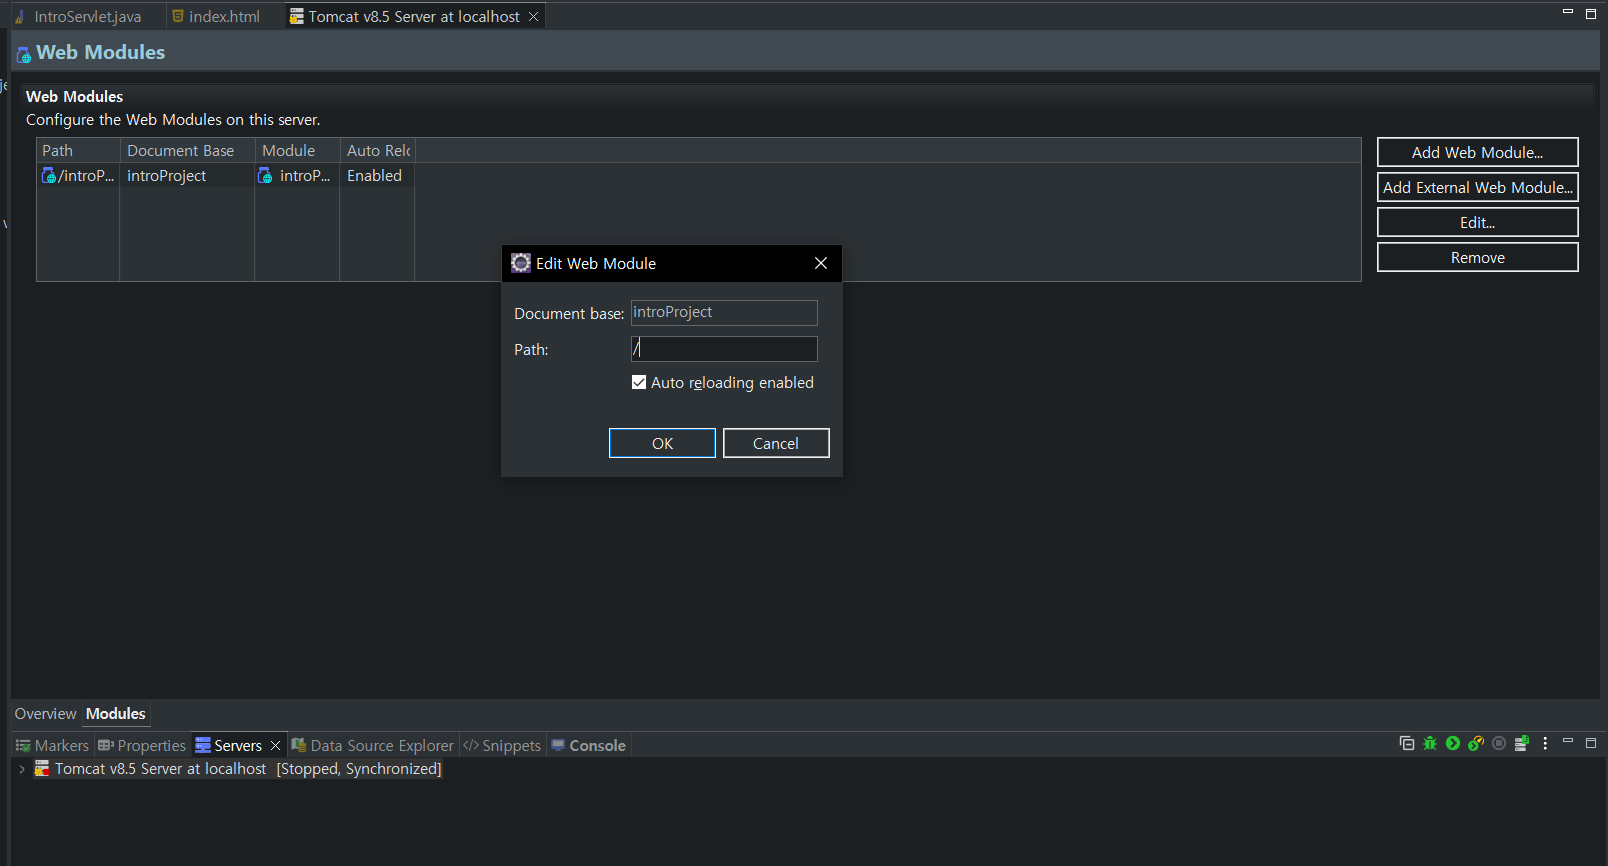 IntroServlet.java index.html Tomcat v8.5 Server at localhost
Web Modules
Web Modules
Configure the Web Modules on this server.
Path Document Base Module Auto Relo
/introP... introProject introP... Enabled
Add Web Module...
Add External Web Module...
Edit...
Remove
Edit Web Module
Document base: introProject
Path: /
Auto reloading enabled
OK Cancel
Overview Modules
Markers Properties Servers Data Source Explorer Snippets Console
Tomcat v8.5 Server at localhost [Stopped, Synchronized]